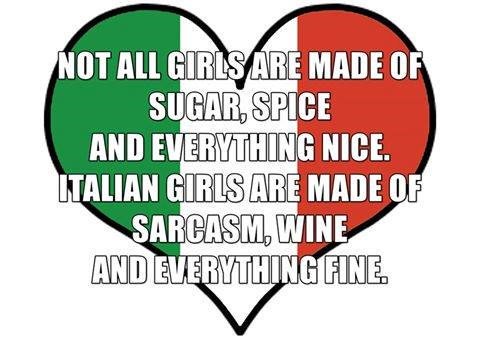 NOT ALL GIRLS ARE MADE OF
SUGAR, SPICE
AND EVERYTHING NICE.
ITALIAN GIRLS ARE MADE OF
SARCASM, WINE
AND EVERYTHING FINE.